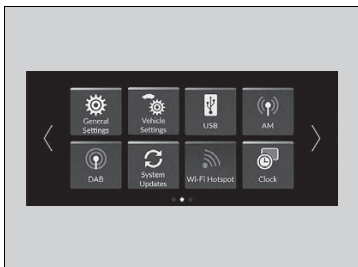 General
Settings
Vehicle
Settings
USB
AM
DAB
System
Updates
Wi-Fi Hotspot
Clock